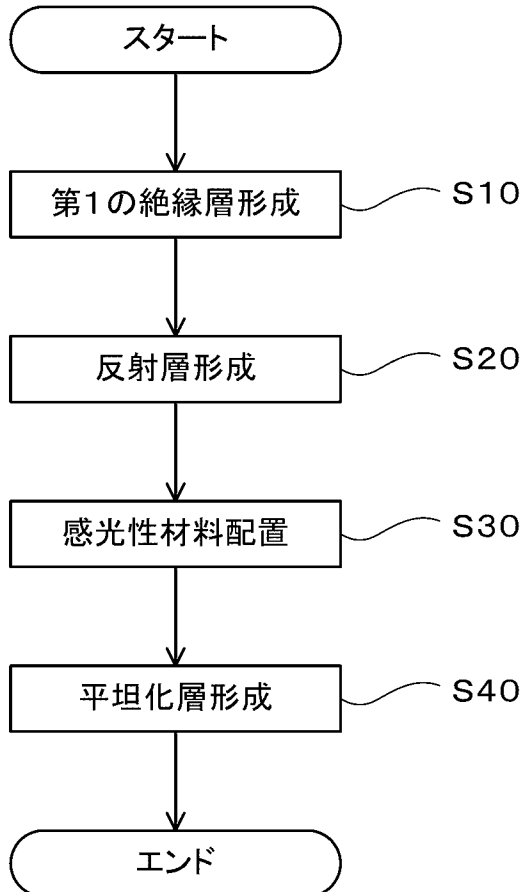 スタート
第1の絶縁層形成
S10
反射層形成
S20
感光性材料配置
S30
平坦化層形成
S40
エンド